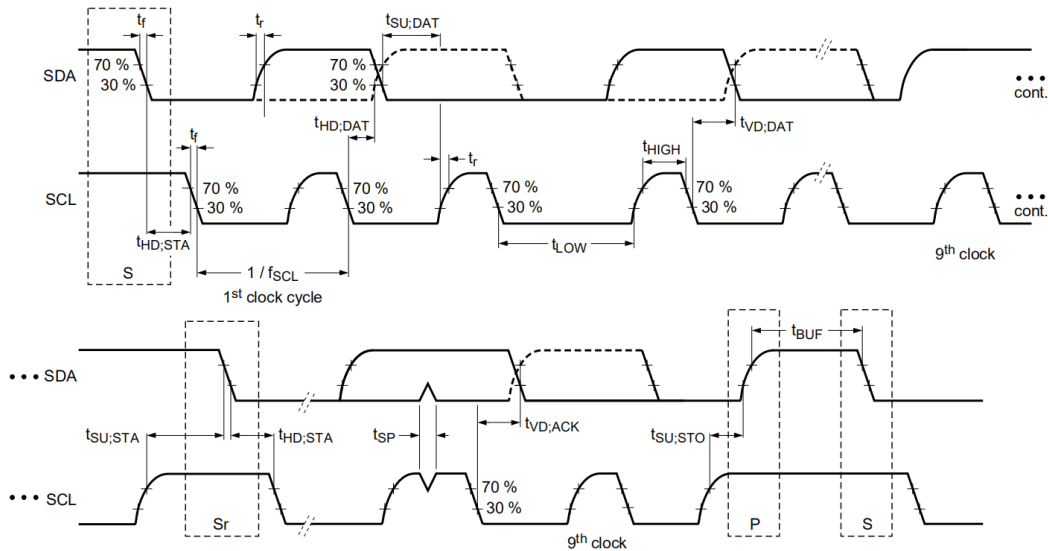 tf
tr
tSU;DAT
SDA
70 %
30 %
70 %
30 %
••• cont.
tHD;DAT
tVD;DAT
tf
tr
tHIGH
SCL
70 %
30 %
70 %
30 %
70 %
30 %
70 %
30 %
••• cont.
tHD;STA
tLOW
S
1 / fSCL
1st clock cycle
9th clock
tBUF
••• SDA
tSU;STA
tHD;STA
tSP
tVD;ACK
tSU;STO
••• SCL
70 %
30 %
Sr
9th clock
P
S